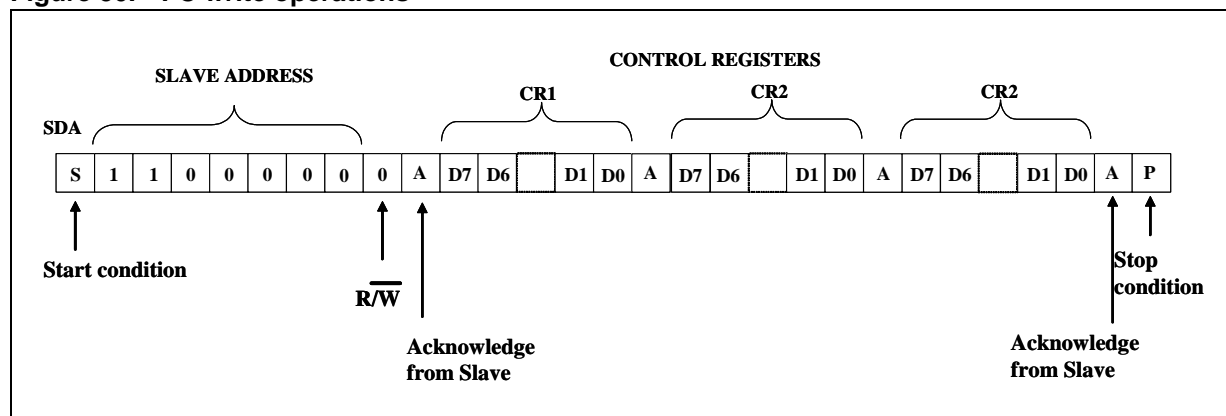 SLAVE ADDRESS
CONTROL REGISTERS
CR1
CR2
CR2
SDA
S 1 1 0 0 0 0 0 0 A D7 D6 D1 D0 A D7 D6 D1 D0 A D7 D6 D1 D0 A P
Start condition
R/W
Stop
condition
Acknowledge
from Slave
Acknowledge
from Slave